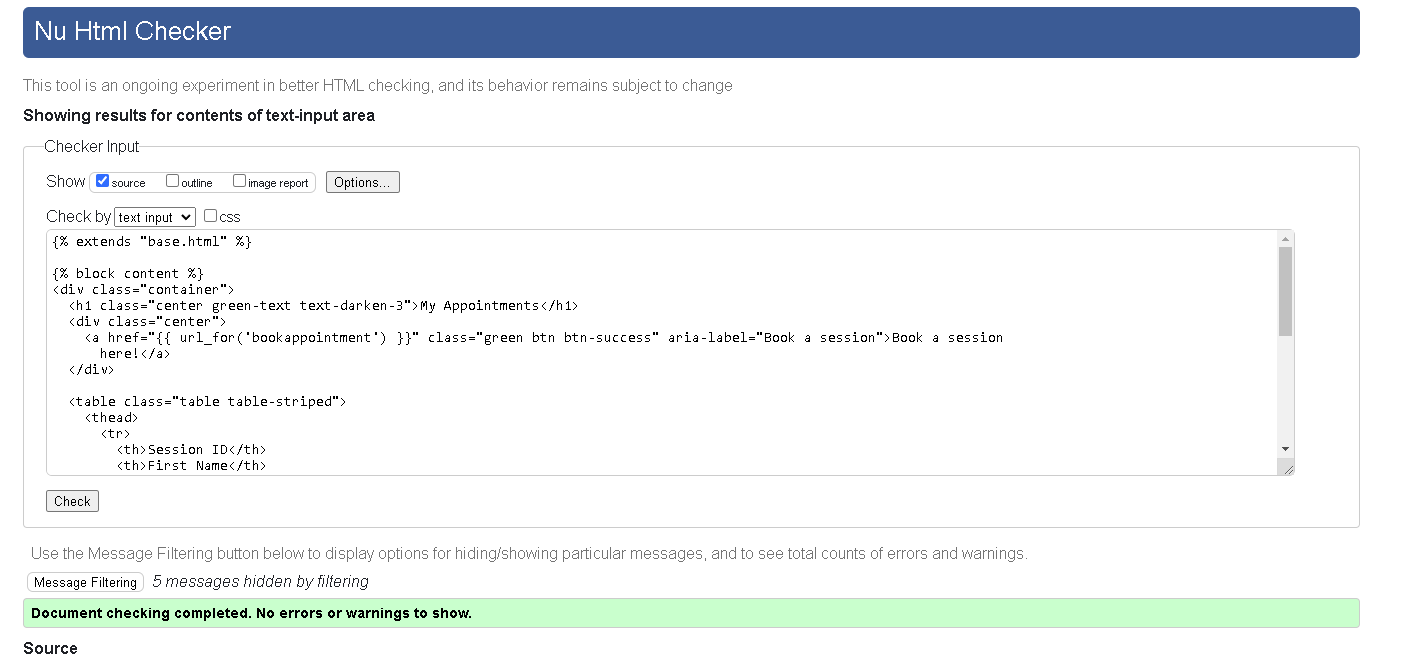 Nu Html Checker
This tool is an ongoing experiment in better HTML checking, and its behavior remains subject to change
Showing results for contents of text-input area
Checker Input
Show source outline image report Options...
Check by text input css
{% extends "base.html" %}
{% block content %}
<div class="container">
<h1 class="center green-text text-darken-3">My Appointments</h1>
<div class="center">
<a href="{{ url_for('bookappointment') }}" class="green btn btn-success" aria-label="Book a session">Book a session
here!</a>
</div>
<table class="table table-striped">
<thead>
<tr>
<th>Session ID</th>
<th>First Name</th>
Check
Use the Message Filtering button below to display options for hiding/showing particular messages, and to see total counts of errors and warnings.
Message Filtering 5 messages hidden by filtering
Document checking completed. No errors or warnings to show.
Source